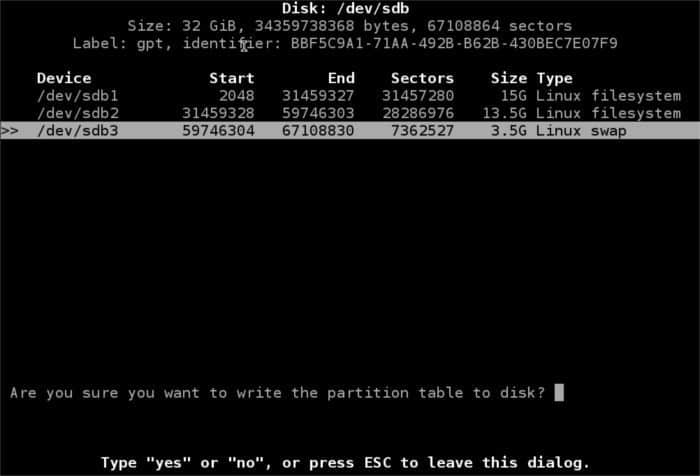 Disk: /dev/sdb
Size: 32 GiB, 34359738368 bytes, 67108864 sectors
Label: gpt, identifier: BBF5C9A1-71AA-492B-B62B-430BEC7E07F9
Device Start End Sectors Size Type
/dev/sdb1 2048 31459327 31457280 15G Linux filesystem
/dev/sdb2 31459328 59746303 28286976 13.5G Linux filesystem
>> /dev/sdb3 59746304 67108830 7362527 3.5G Linux swap
Are you sure you want to write the partition table to disk?
Type "yes" or "no", or press ESC to leave this dialog.